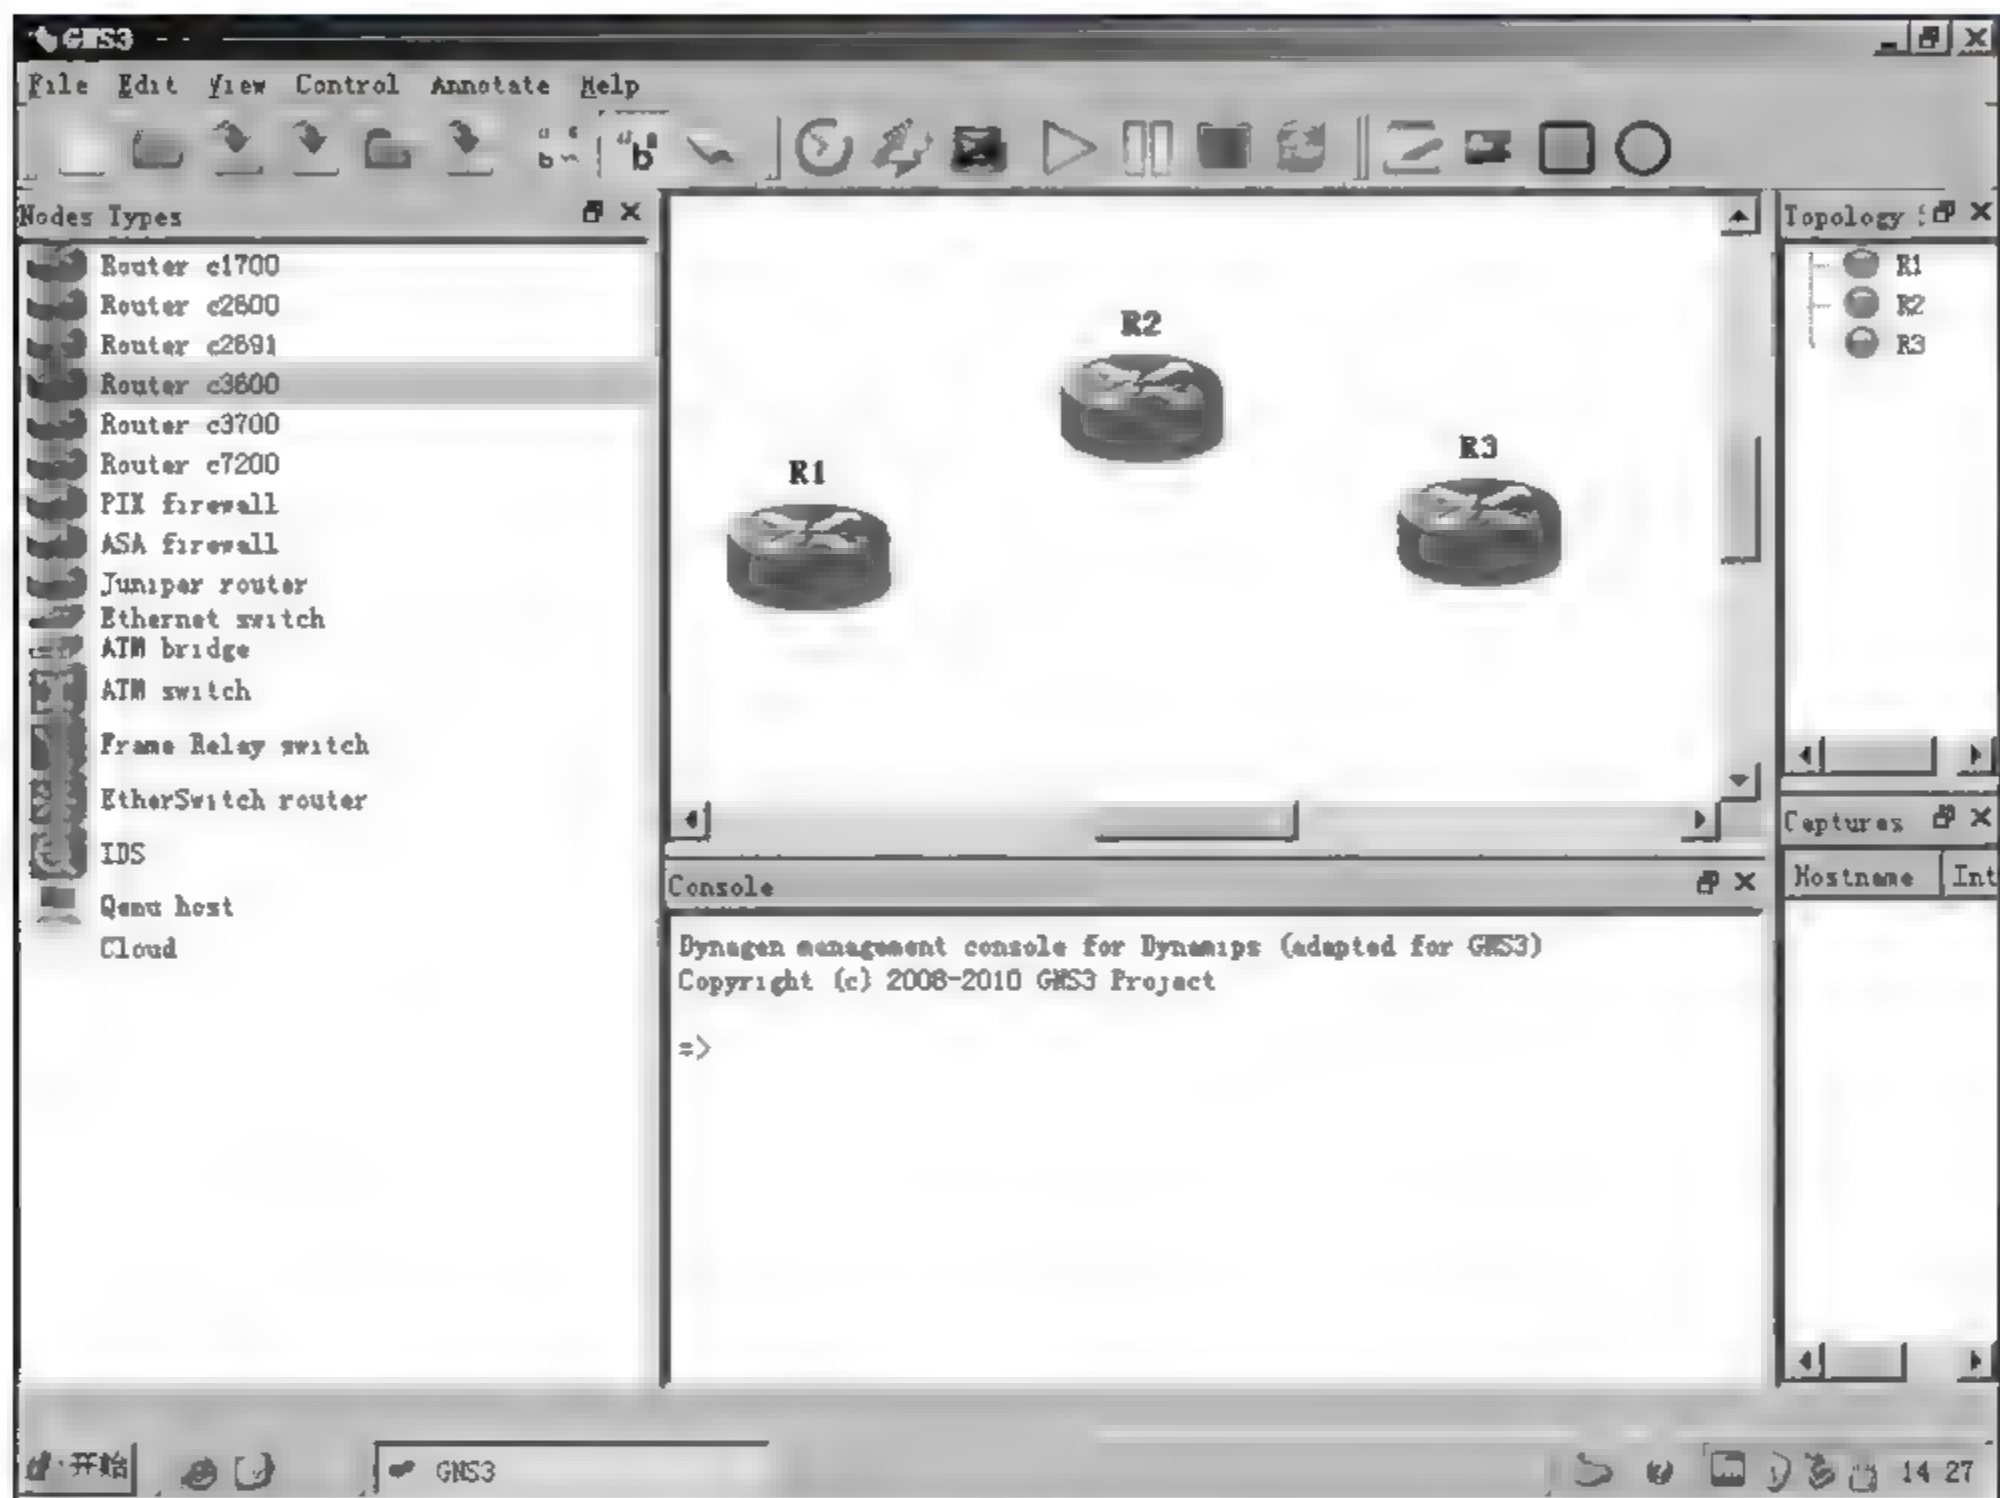 GNS3
File Edit View Control Annotate Help
Nodes Types
Router c1700
Router c2600
Router c2691
Router c3600
Router c3700
Router c7200
PIX firewall
ASA firewall
Juniper router
Ethernet switch
ATM bridge
ATM switch
Frame Relay switch
EtherSwitch router
IDS
Qemu host
Cloud
R1
R2
R3
Topology S
R1
R2
R3
Captures
Hostname Int
Console
Dynagen management console for Dynamips (adapted for GNS3)
Copyright (c) 2008-2010 GNS3 Project
=>
开始
GNS3
14 27